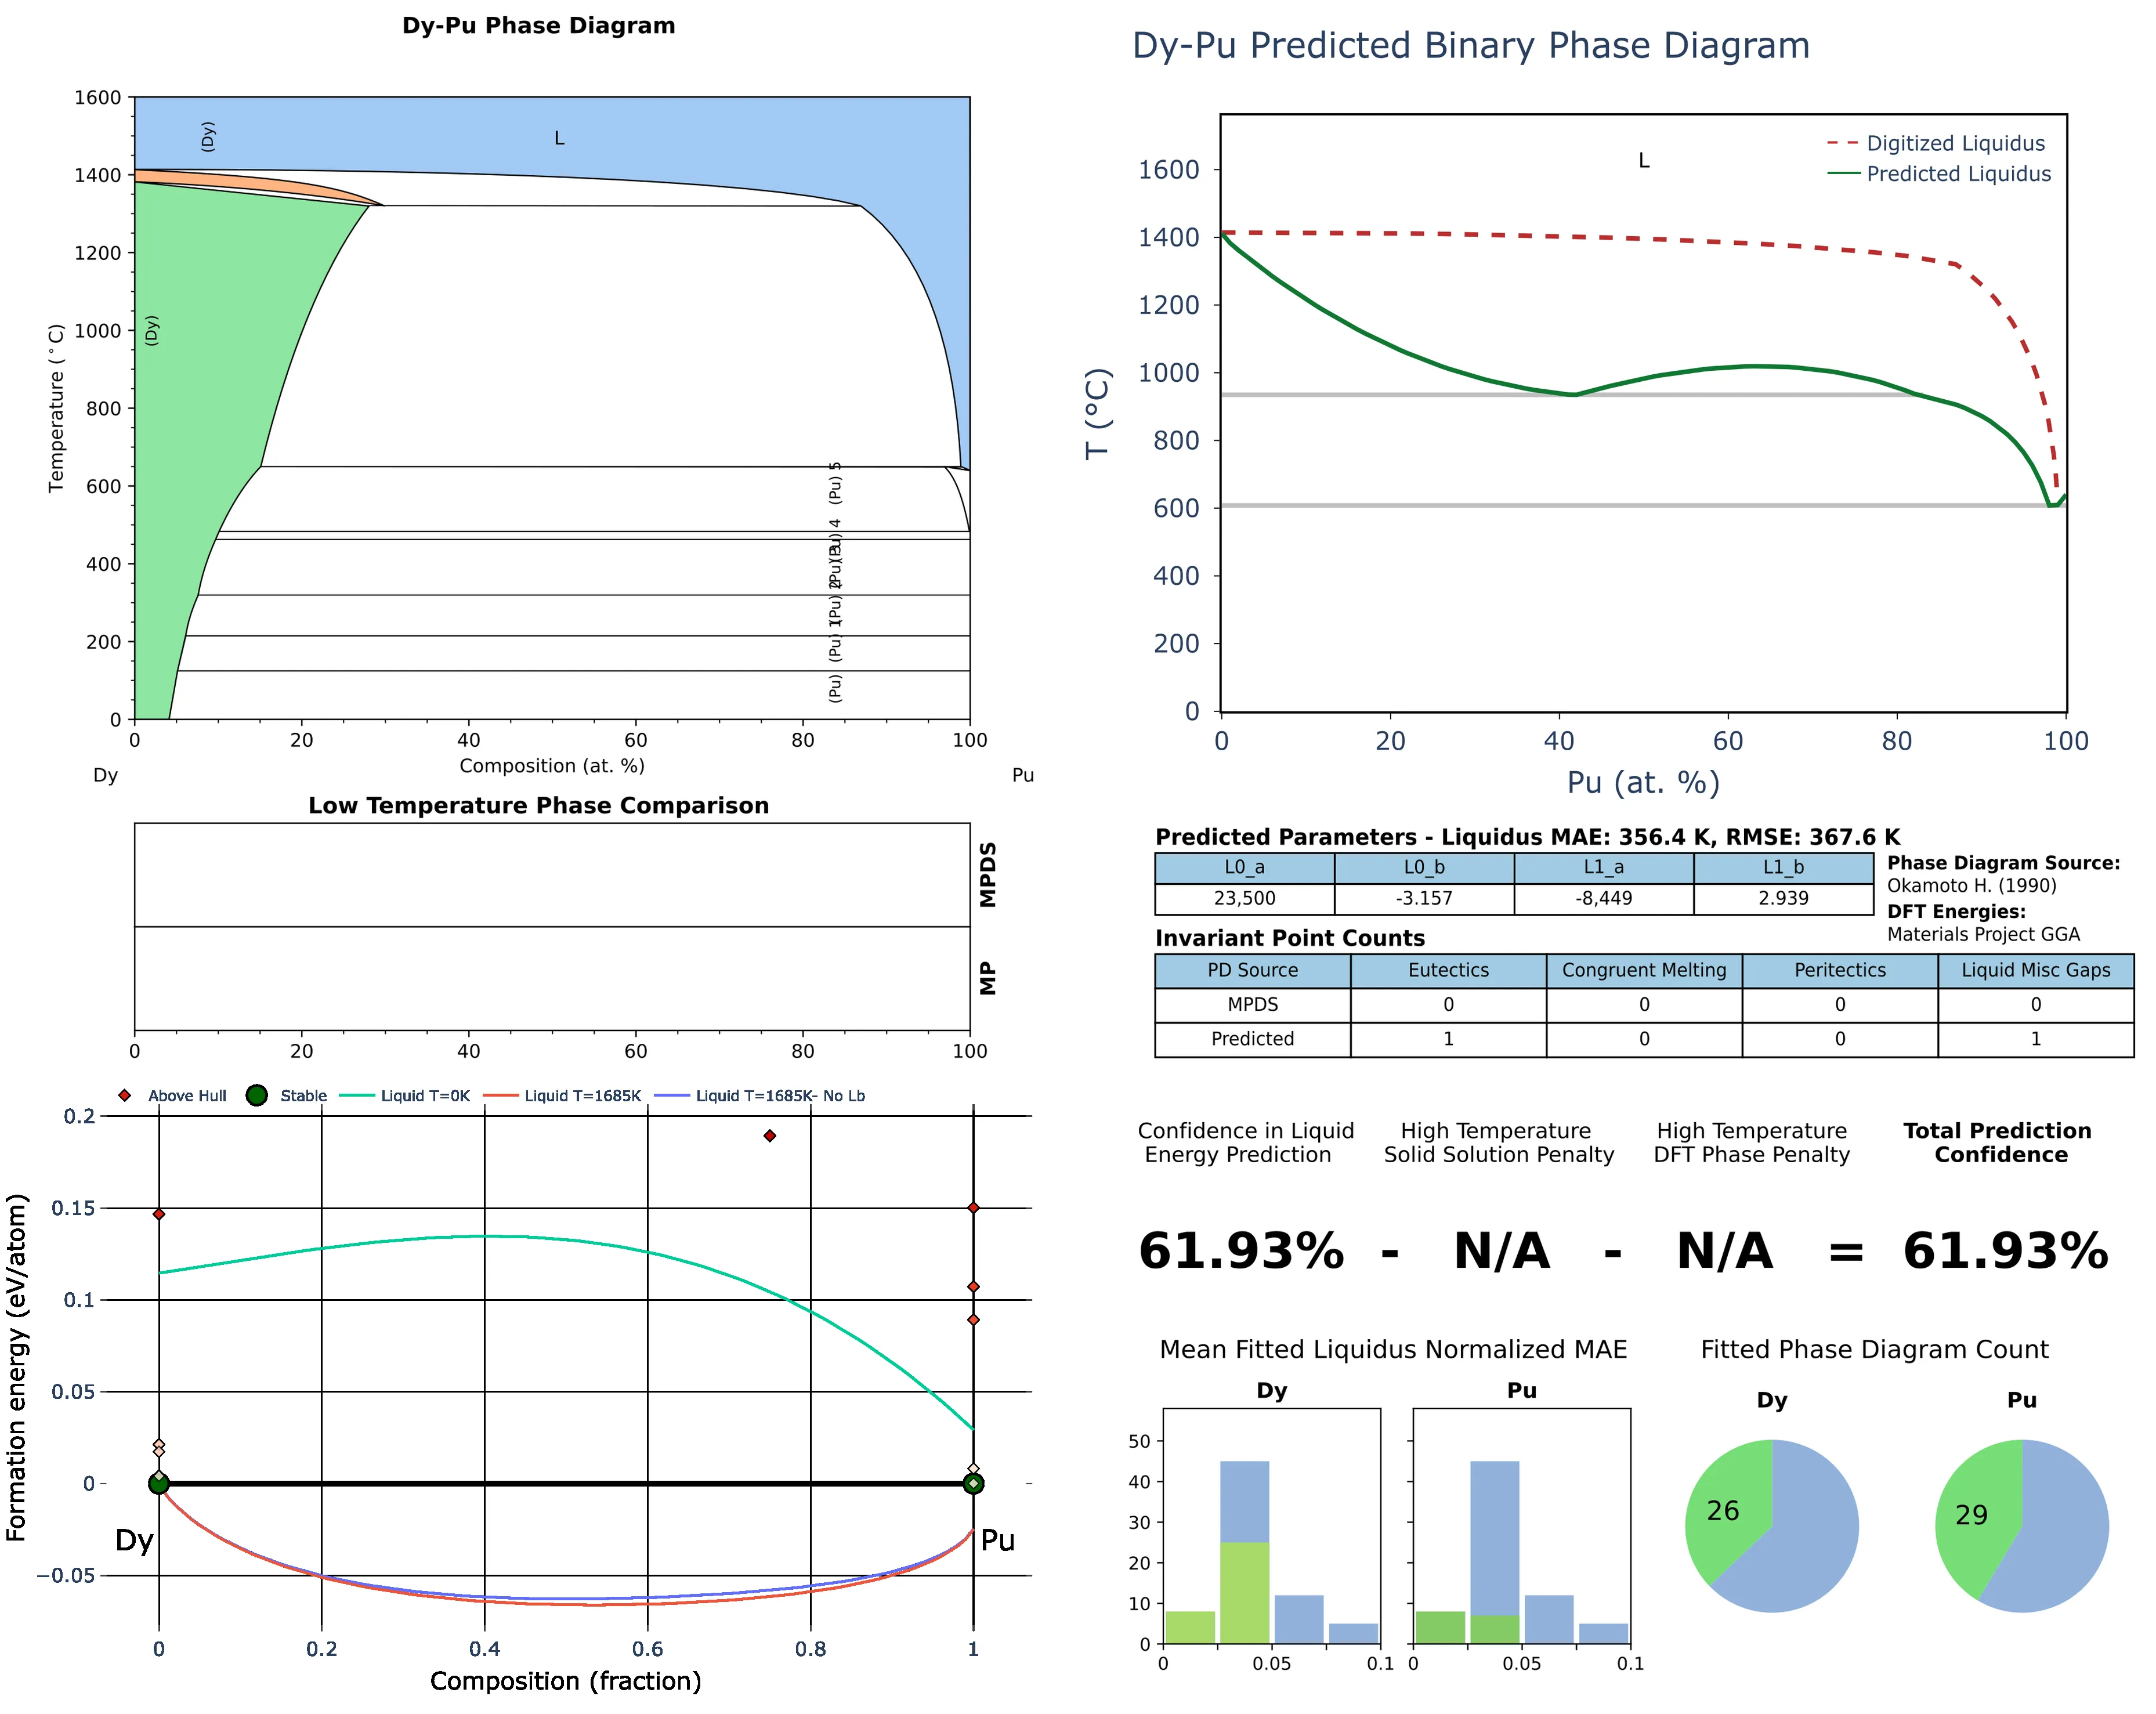 Dy-Pu Phase Diagram
1600
1400
1200
1000
800
600
400
200
0
Temperature (°C)
(Dy)
L
(Dy)
(Pu) 5
(Pu) 4
(Pu) 3
(Pu) 2
(Pu) 1
(Pu)
0 20 40 60 80 100
Composition (at. %)
Dy Pu
Dy-Pu Predicted Binary Phase Diagram
L
Digitized Liquidus
Predicted Liquidus
1600
1400
1200
1000
800
600
400
200
0
T (°C)
0 20 40 60 80 100
Pu (at. %)
Low Temperature Phase Comparison
MPDS
MP
0 20 40 60 80 100
Predicted Parameters - Liquidus MAE: 356.4 K, RMSE: 367.6 K
L0_a L0_b L1_a L1_b
23,500 -3.157 -8,449 2.939
Phase Diagram Source:
Okamoto H. (1990)
DFT Energies:
Materials Project GGA
Invariant Point Counts
PD Source Eutectics Congruent Melting Peritectics Liquid Misc Gaps
MPDS 0 0 0 0
Predicted 1 0 0 1
Above Hull Stable Liquid T=0K Liquid T=1685K Liquid T=1685K- No Lb
0.2
0.15
0.1
0.05
0
−0.05
Formation energy (eV/atom)
Dy Pu
0 0.2 0.4 0.6 0.8 1
Composition (fraction)
Confidence in Liquid
Energy Prediction
High Temperature
Solid Solution Penalty
High Temperature
DFT Phase Penalty
Total Prediction
Confidence
61.93% - N/A - N/A = 61.93%
Mean Fitted Liquidus Normalized MAE
Dy Pu
50
40
30
20
10
0
0 0.05 0.1 0 0.05 0.1
Fitted Phase Diagram Count
Dy Pu
26 29